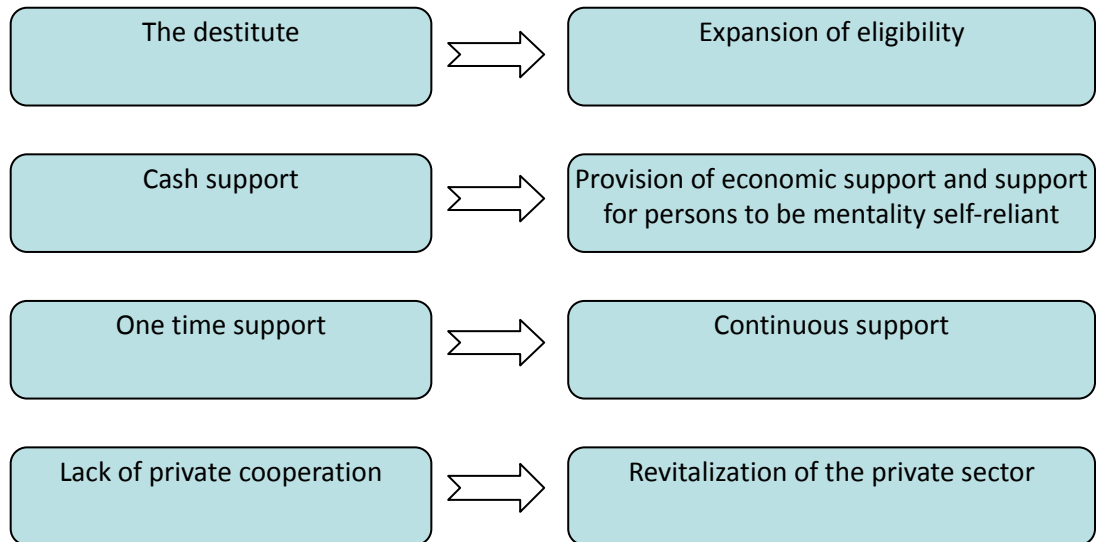 The destitute
Expansion of eligibility
Cash support
Provision of economic support and support
for persons to be mentality self-reliant
One time support
Continuous support
Lack of private cooperation
Revitalization of the private sector